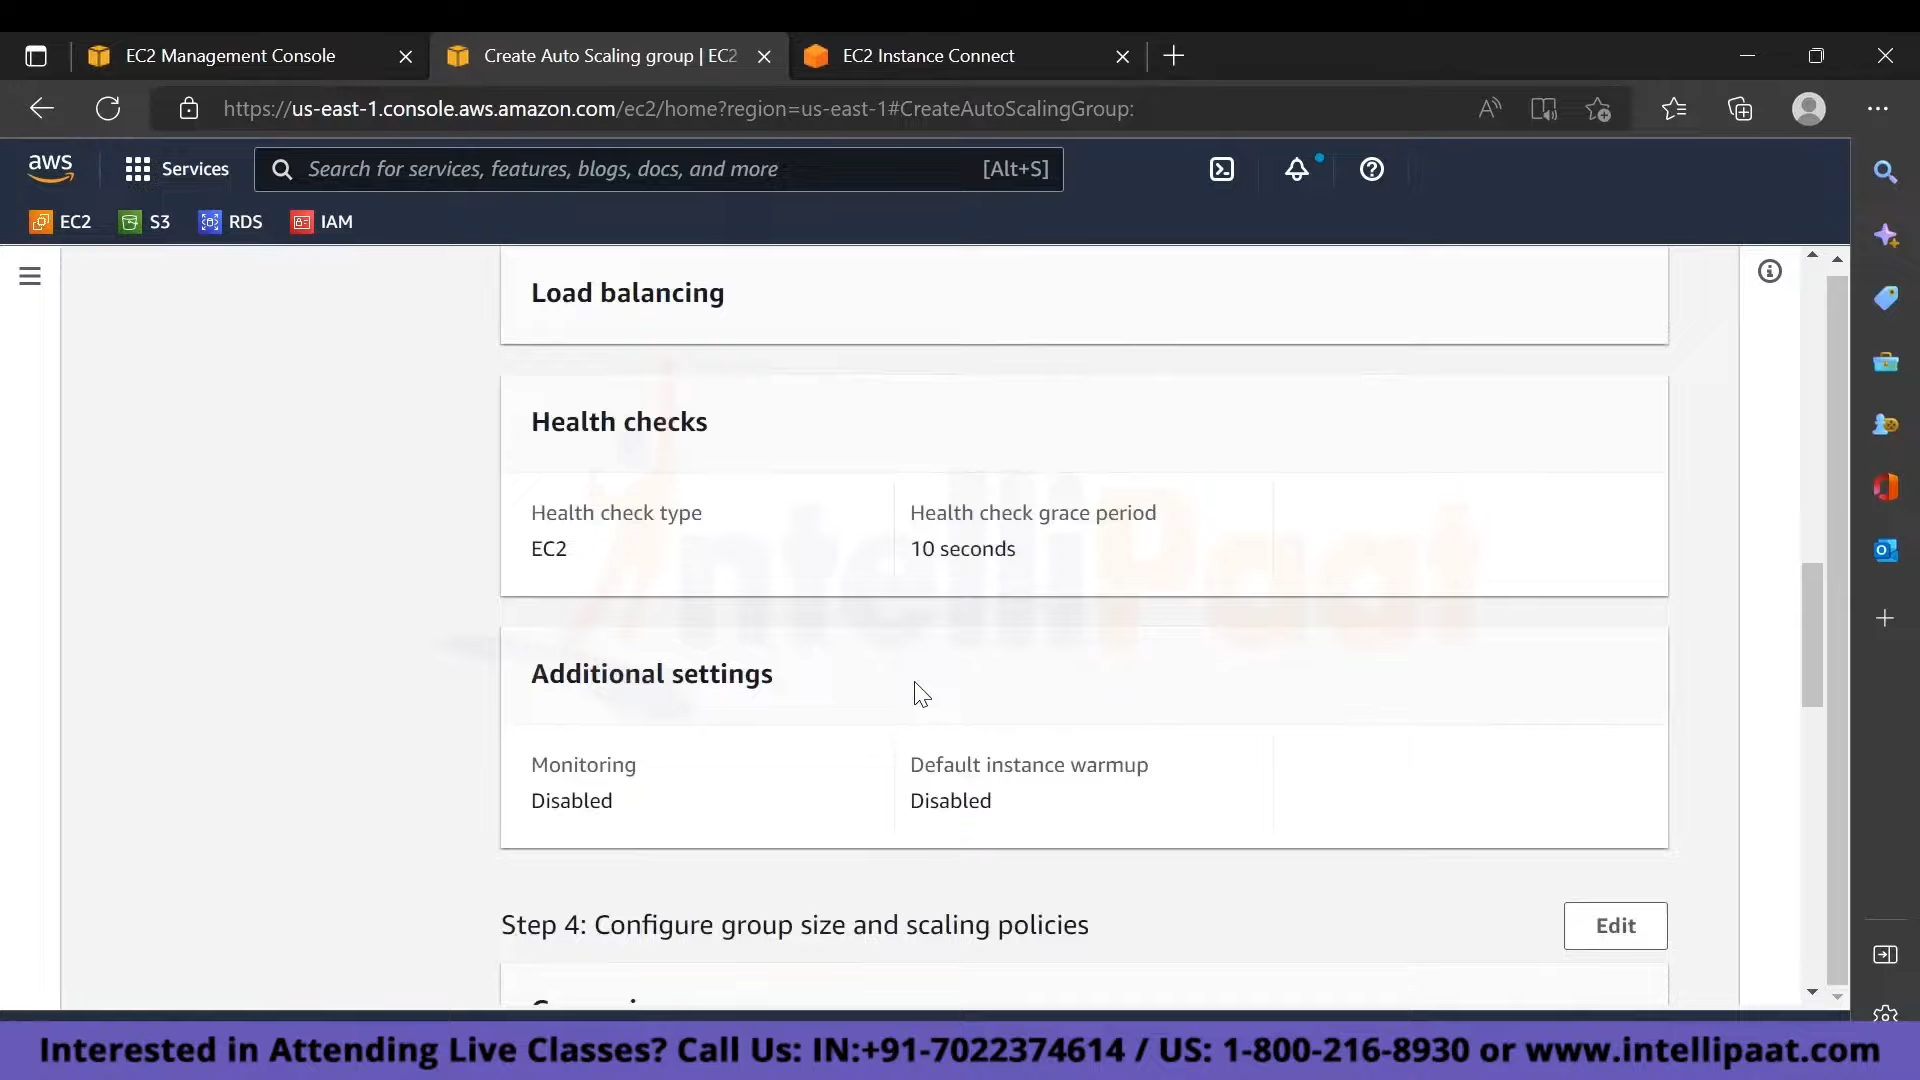 EC2 Management Console
Create Auto Scaling group | EC2
EC2 Instance Connect
https://us-east-1.console.aws.amazon.com/ec2/home?region=us-east-1#CreateAutoScalingGroup:
aws
Services
Search for services, features, blogs, docs, and more
[Alt+S]
EC2
S3
RDS
IAM
Load balancing
Health checks
Health check type
Health check grace period
EC2
10 seconds
IntelliPaat
Additional settings
Monitoring
Default instance warmup
Disabled
Disabled
Step 4: Configure group size and scaling policies
Edit
Interested in Attending Live Classes? Call Us: IN:+91-7022374614 / US: 1-800-216-8930 or www.intellipaat.com